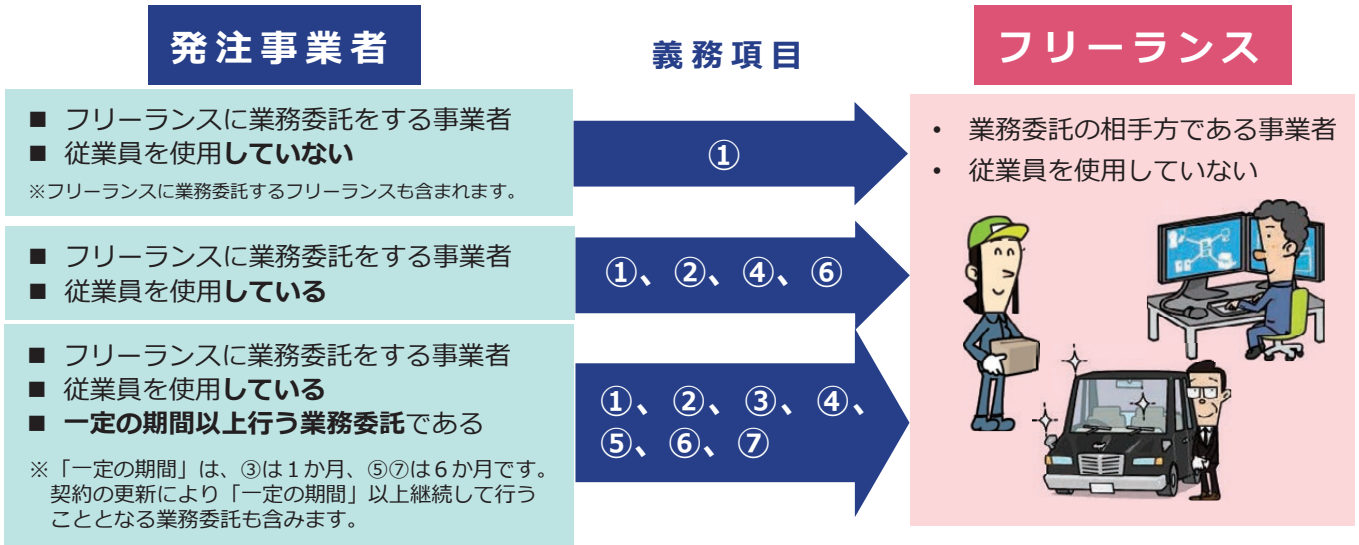 発注事業者
義務項目
フリーランス
■ フリーランスに業務委託をする事業者
■ 従業員を使用していない
※フリーランスに業務委託するフリーランスも含まれます。
①
■ フリーランスに業務委託をする事業者
■ 従業員を使用している
①、②、④、⑥
■ フリーランスに業務委託をする事業者
■ 従業員を使用している
■ 一定の期間以上行う業務委託である
※「一定の期間」は、③は1か月、⑤⑦は6か月です。
契約の更新により「一定の期間」以上継続して行う
こととなる業務委託も含みます。
①、②、③、④、
⑤、⑥、⑦
• 業務委託の相手方である事業者
• 従業員を使用していない